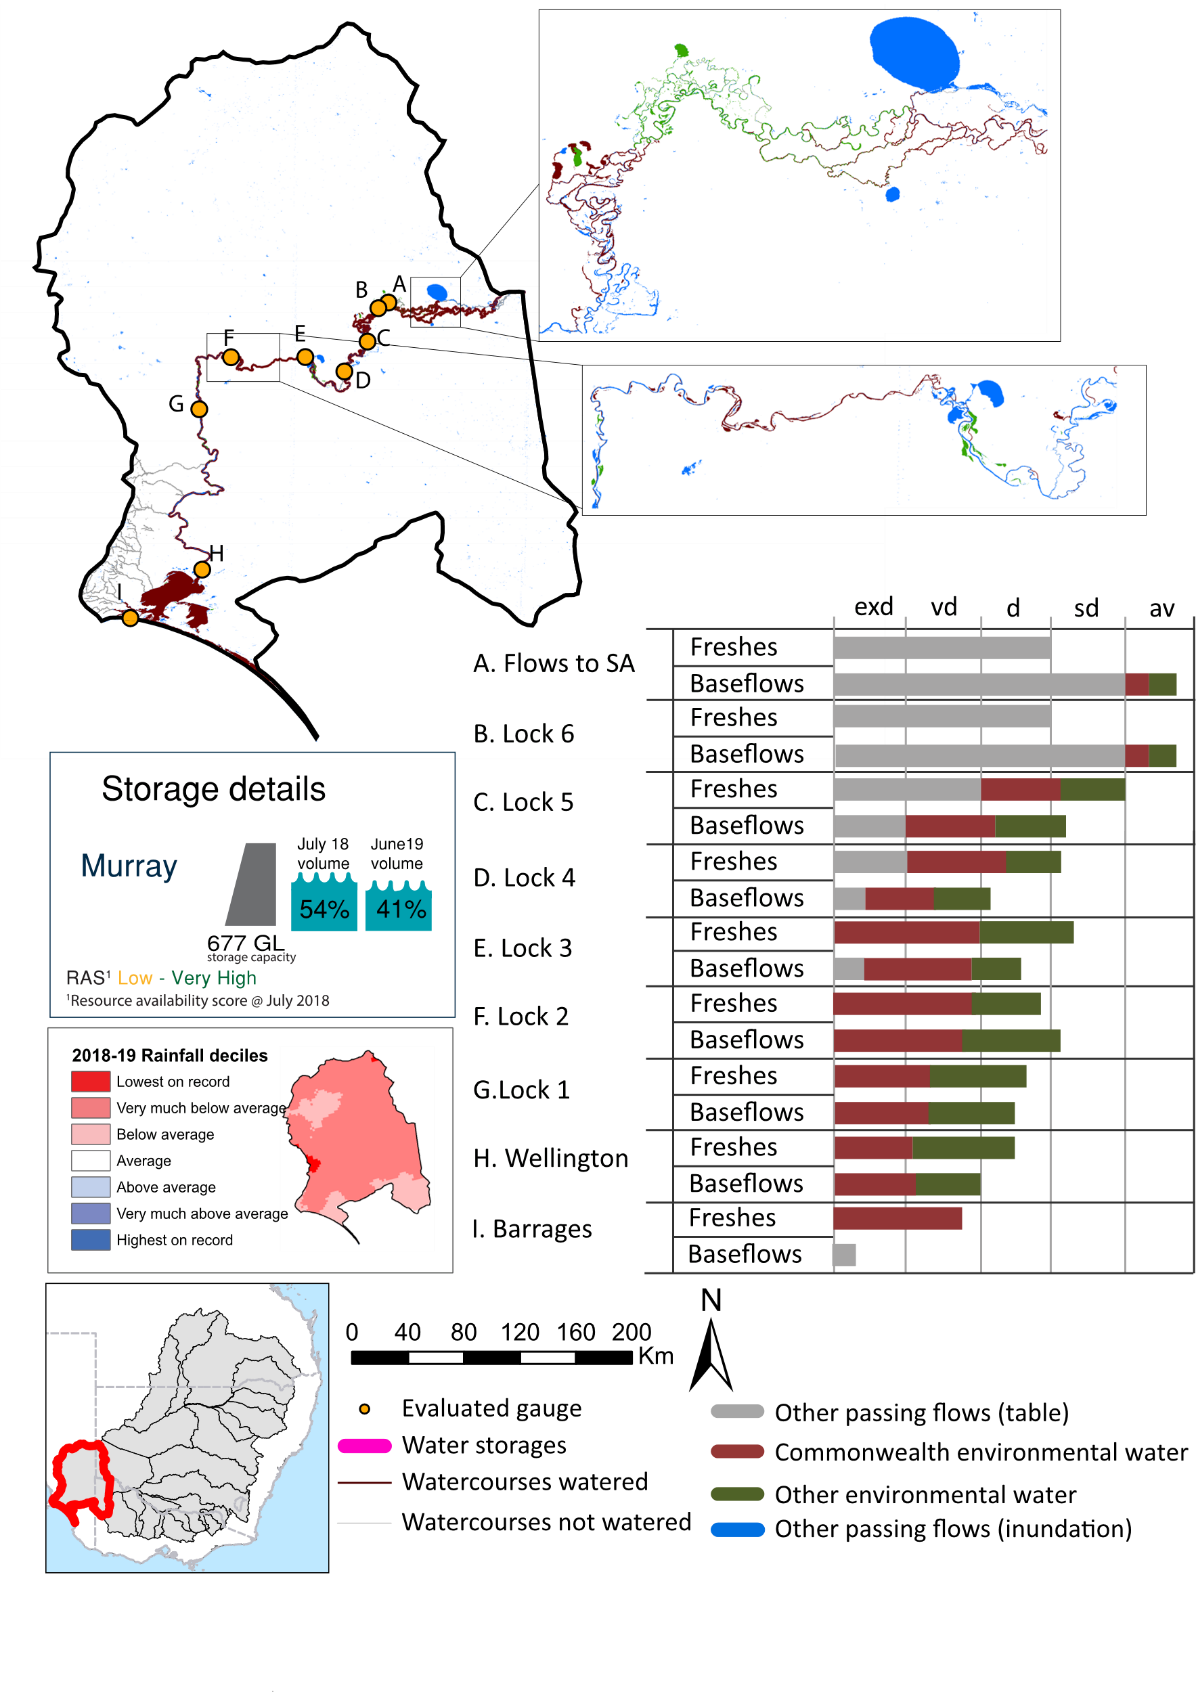 A
B
C
D
E
F
G
H
I
exd vd d sd av
A. Flows to SA
Freshes
Baseflows
B. Lock 6
Freshes
Baseflows
C. Lock 5
Freshes
Baseflows
D. Lock 4
Freshes
Baseflows
E. Lock 3
Freshes
Baseflows
F. Lock 2
Freshes
Baseflows
G.Lock 1
Freshes
Baseflows
H. Wellington
Freshes
Baseflows
I. Barrages
Freshes
Baseflows
Storage details
Murray
July 18
volume
54%
June19
volume
41%
677 GL
storage capacity
RAS¹ Low - Very High
¹Resource availability score @ July 2018
2018-19 Rainfall deciles
Lowest on record
Very much below average
Below average
Average
Above average
Very much above average
Highest on record
0 40 80 120 160 200
Km
N
Evaluated gauge
Water storages
Watercourses watered
Watercourses not watered
Other passing flows (table)
Commonwealth environmental water
Other environmental water
Other passing flows (inundation)